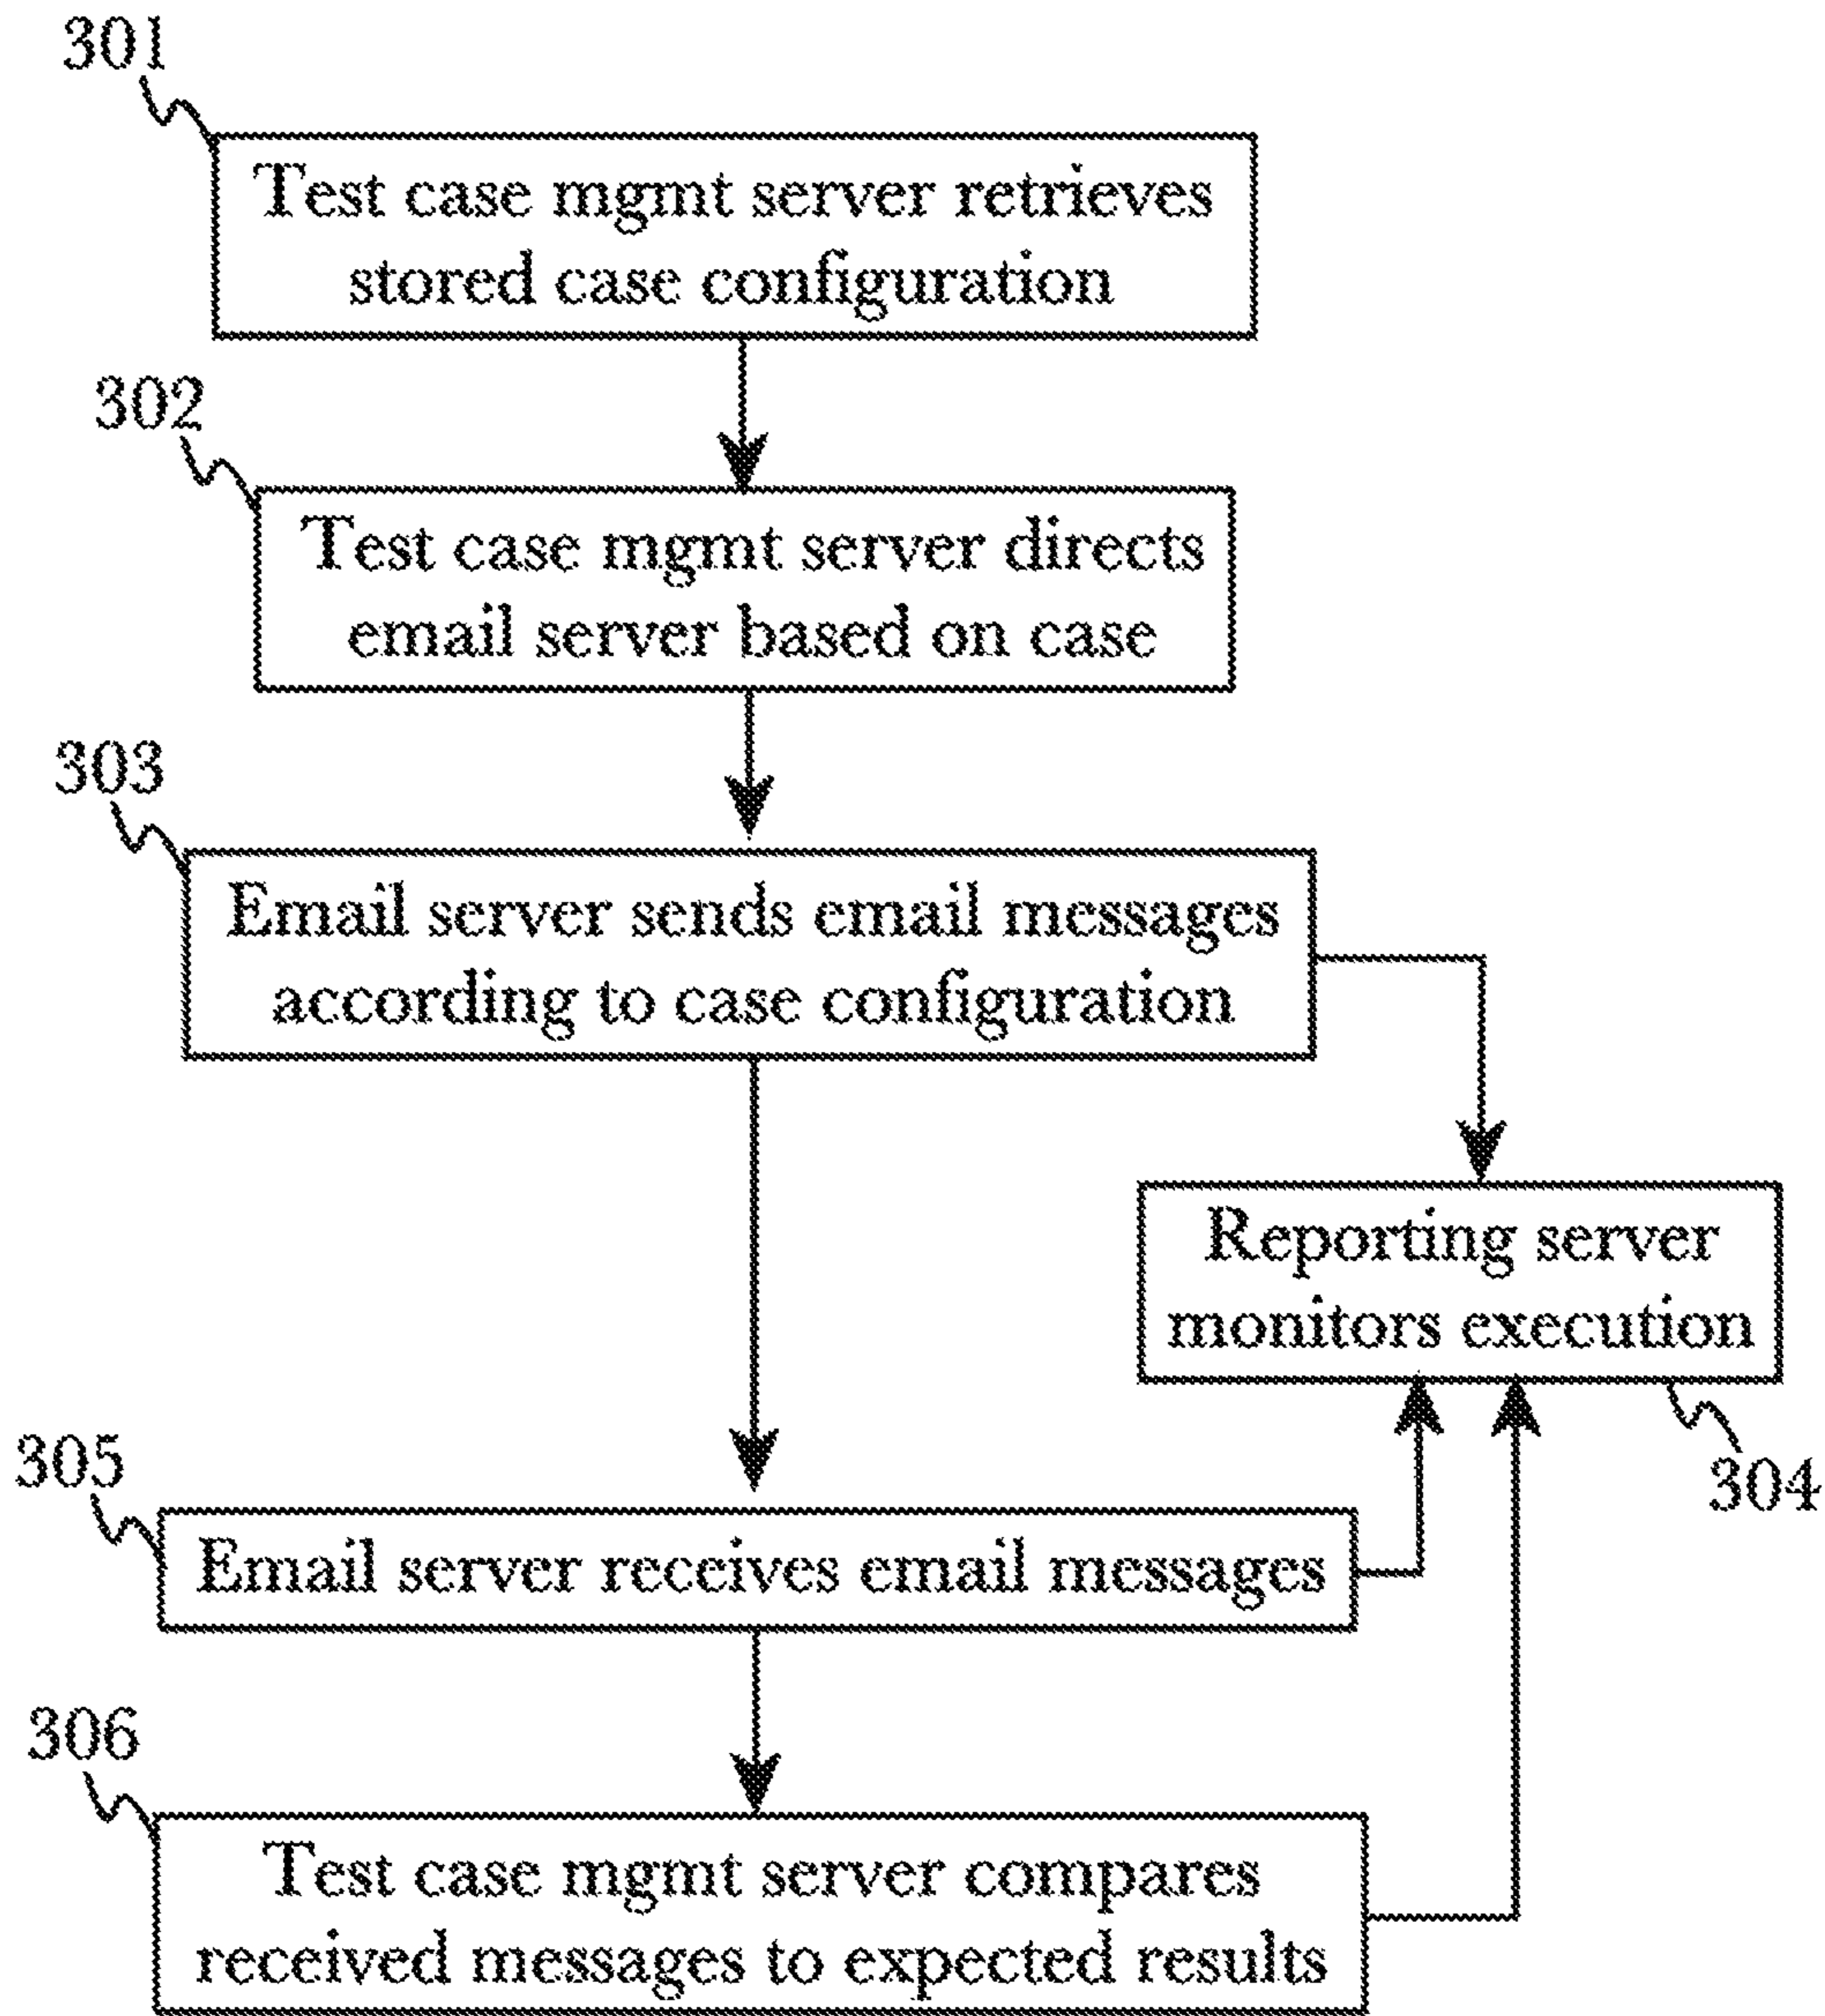 301
Test case mgmt server retrieves
stored case configuration
302
Test case mgmt server directs
email server based on case
303
Email server sends email messages
according to case configuration
Reporting server
monitors execution
304
305
Email server receives email messages
306
Test case mgmt server compares
received messages to expected results